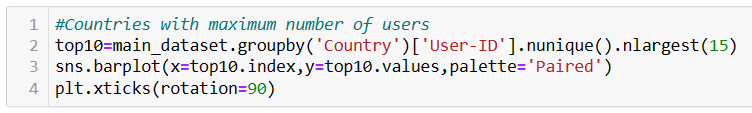 1 #Countries with maximum number of users
2 top10=main_dataset.groupby('Country')['User-ID'].nunique().nlargest(15)
3 sns.barplot(x=top10.index,y=top10.values,palette='Paired')
4 plt.xticks(rotation=90)